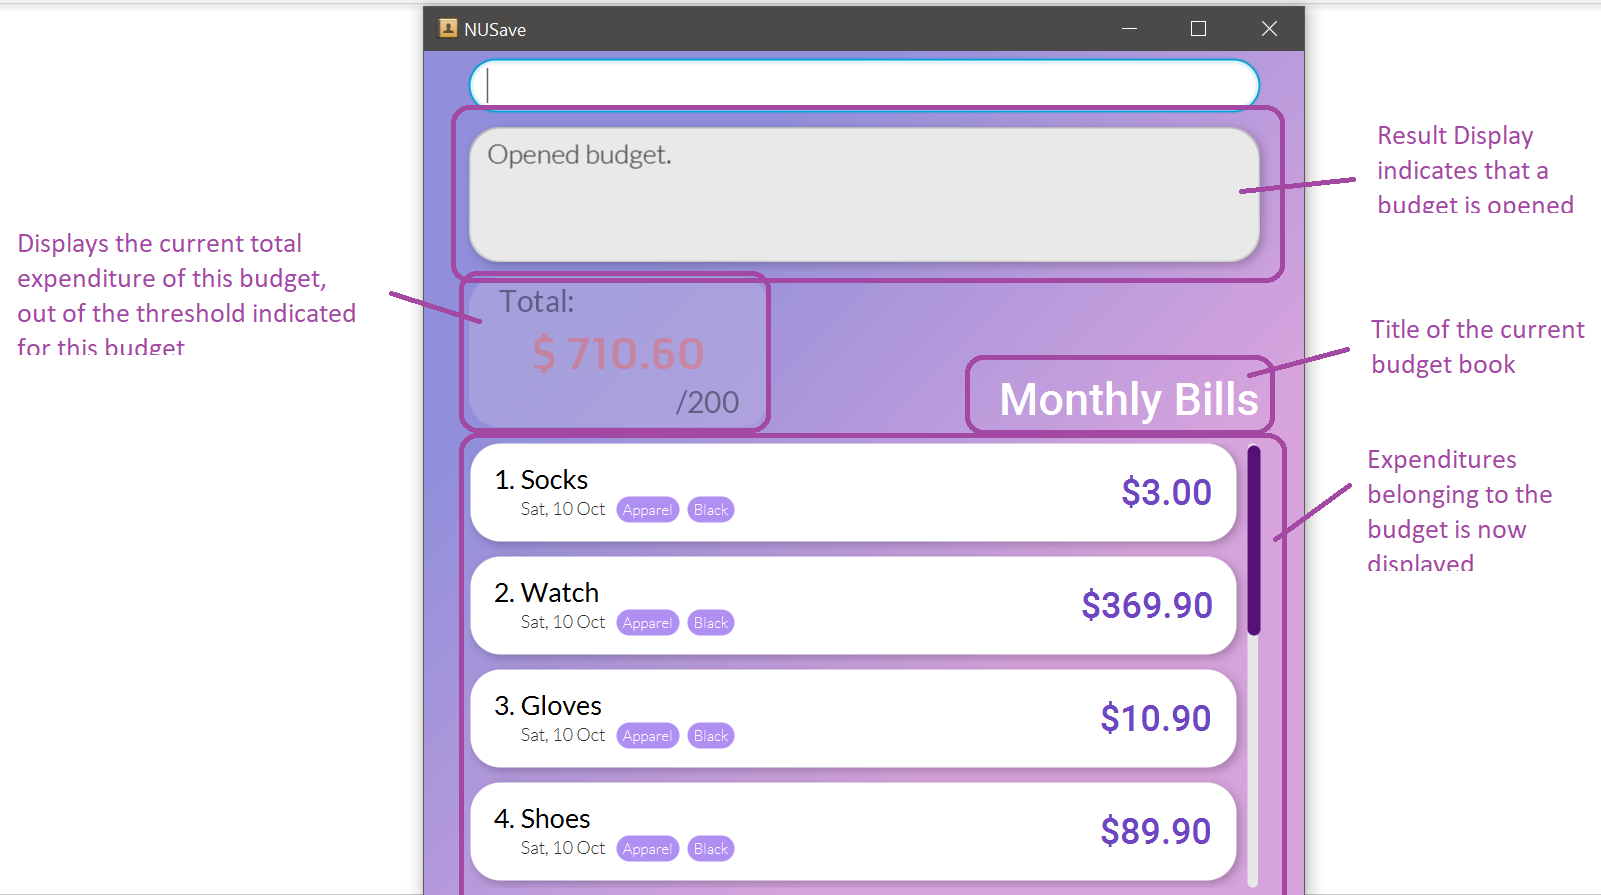 NUSave
Opened budget.
Result Display
indicates that a
budget is opened
Displays the current total
expenditure of this budget,
out of the threshold indicated
for this budget
Total:
$ 710.60
/200
Title of the current
budget book
Monthly Bills
Expenditures
belonging to the
budget is now
displayed
1. Socks
Sat, 10 Oct Apparel Black
$3.00
2. Watch
Sat, 10 Oct Apparel Black
$369.90
3. Gloves
Sat, 10 Oct Apparel Black
$10.90
4. Shoes
Sat, 10 Oct Apparel Black
$89.90